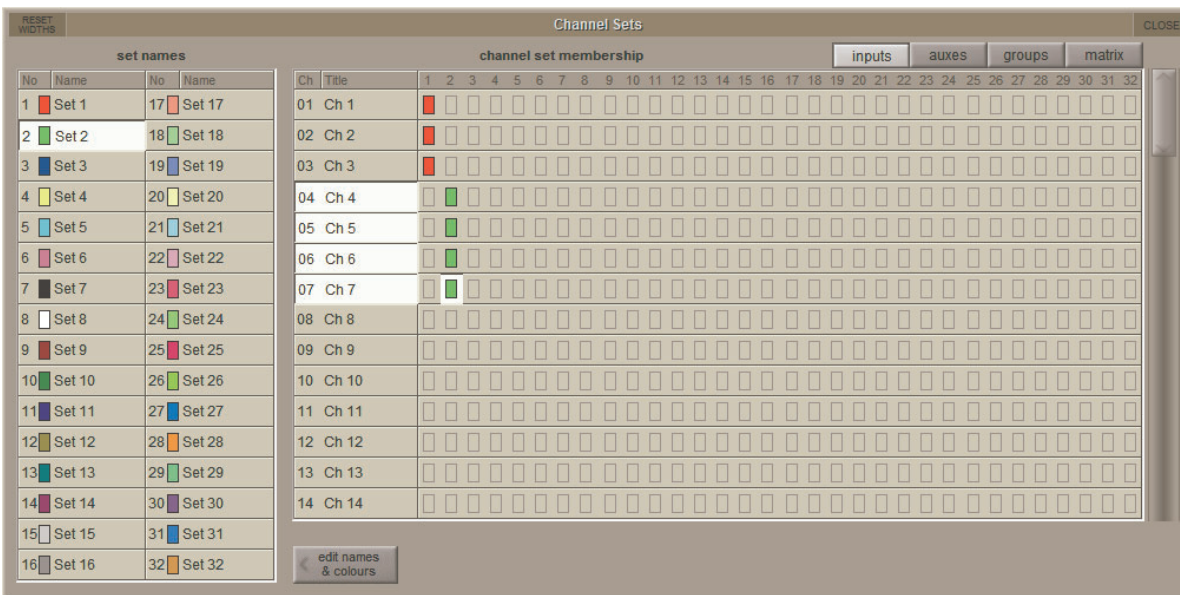 RESET
WIDTHS
Channel Sets
CLOSE
set names
channel set membership
inputs auxes groups matrix
No Name No Name
Ch Title 1 2 3 4 5 6 7 8 9 10 11 12 13 14 15 16 17 18 19 20 21 22 23 24 25 26 27 28 29 30 31 32
1 Set 1 17 Set 17
01 Ch 1
2 Set 2 18 Set 18
02 Ch 2
3 Set 3 19 Set 19
03 Ch 3
4 Set 4 20 Set 20
04 Ch 4
5 Set 5 21 Set 21
05 Ch 5
6 Set 6 22 Set 22
06 Ch 6
7 Set 7 23 Set 23
07 Ch 7
8 Set 8 24 Set 24
08 Ch 8
9 Set 9 25 Set 25
09 Ch 9
10 Set 10 26 Set 26
10 Ch 10
11 Set 11 27 Set 27
11 Ch 11
12 Set 12 28 Set 28
12 Ch 12
13 Set 13 29 Set 29
13 Ch 13
14 Set 14 30 Set 30
14 Ch 14
15 Set 15 31 Set 31
16 Set 16 32 Set 32
edit names
& colours